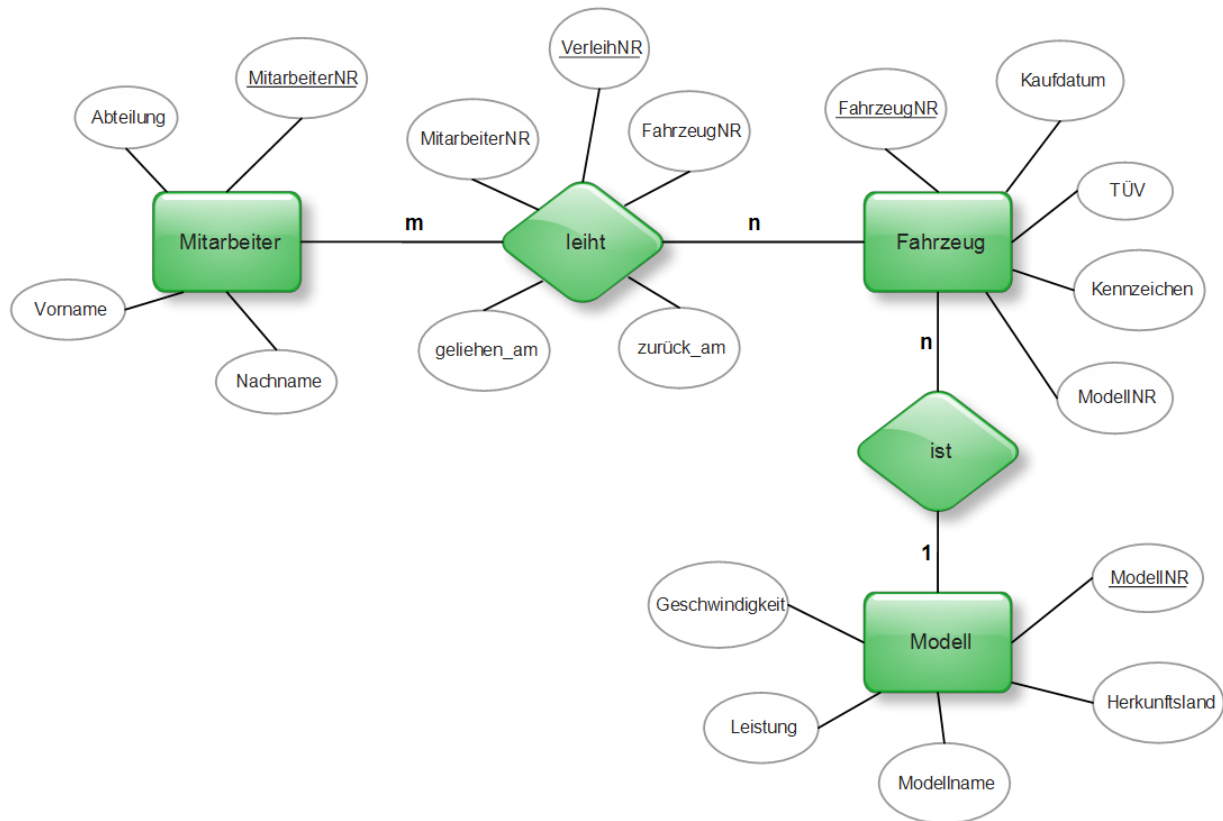 VerleihNR
MitarbeiterNR
Kaufdatum
Abteilung
FahrzeugNR
MitarbeiterNR
FahrzeugNR
TÜV
Mitarbeiter
m
leiht
n
Fahrzeug
Kennzeichen
Vorname
geliehen_am
zurück_am
n
Nachname
ModellNR
ist
1
ModellNR
Geschwindigkeit
Modell
Herkunftsland
Leistung
Modellname